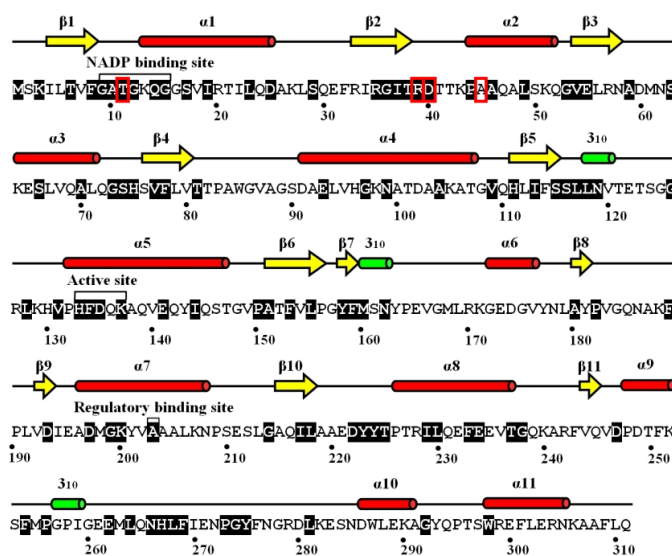 β1 α1 β2 α2 β3
NADP binding site
MSKILTVFGATGKQGGSVIRTILQDAKLSQEFRIRGITRDTTKPAAQALSKQGVELRNADMNS
10 20 30 40 50 60
α3 β4 α4 β5 3₁₀
KESLVQALQGSHSVFLVTTPAWGVAGSDAELVHGKNATDAAKATGVQHLIFSSLLNVTETSGG
70 80 90 100 110 120
α5 β6 β7 3₁₀ α6 β8
Active site
RLKHVPHFDQKAQVEQYIQSTGVPATFVLPGYFMSNYPEVGMLRKGEDGVYNLAYPVGQNAKF
130 140 150 160 170 180
β9 α7 β10 α8 β11 α9
Regulatory binding site
PLVDIEADMGKYVAAALKNPSESLGAQILAAEDYYTPTRILQEFEEVTGQKARFVQVDPDTFK
190 200 210 220 230 240 250
3₁₀ α10 α11
SFMPGPIGEEMLQNHLFIENPGYFNGRDLKESNDWLEKAGYQPTSWREFLERNKAAFLQ
260 270 280 290 300 310